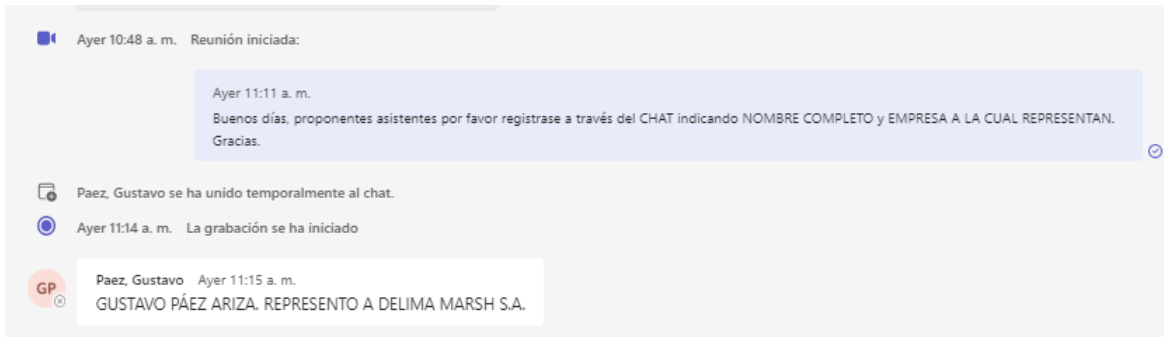 Ayer 10:48 a. m. Reunión iniciada:
Ayer 11:11 a. m.
Buenos días, proponentes asistentes por favor registrase a través del CHAT indicando NOMBRE COMPLETO y EMPRESA A LA CUAL REPRESENTAN.
Gracias.
Paez, Gustavo se ha unido temporalmente al chat.
Ayer 11:14 a. m. La grabación se ha iniciado
GP
Paez, Gustavo Ayer 11:15 a. m.
GUSTAVO PÁEZ ARIZA. REPRESENTO A DELIMA MARSH S.A.